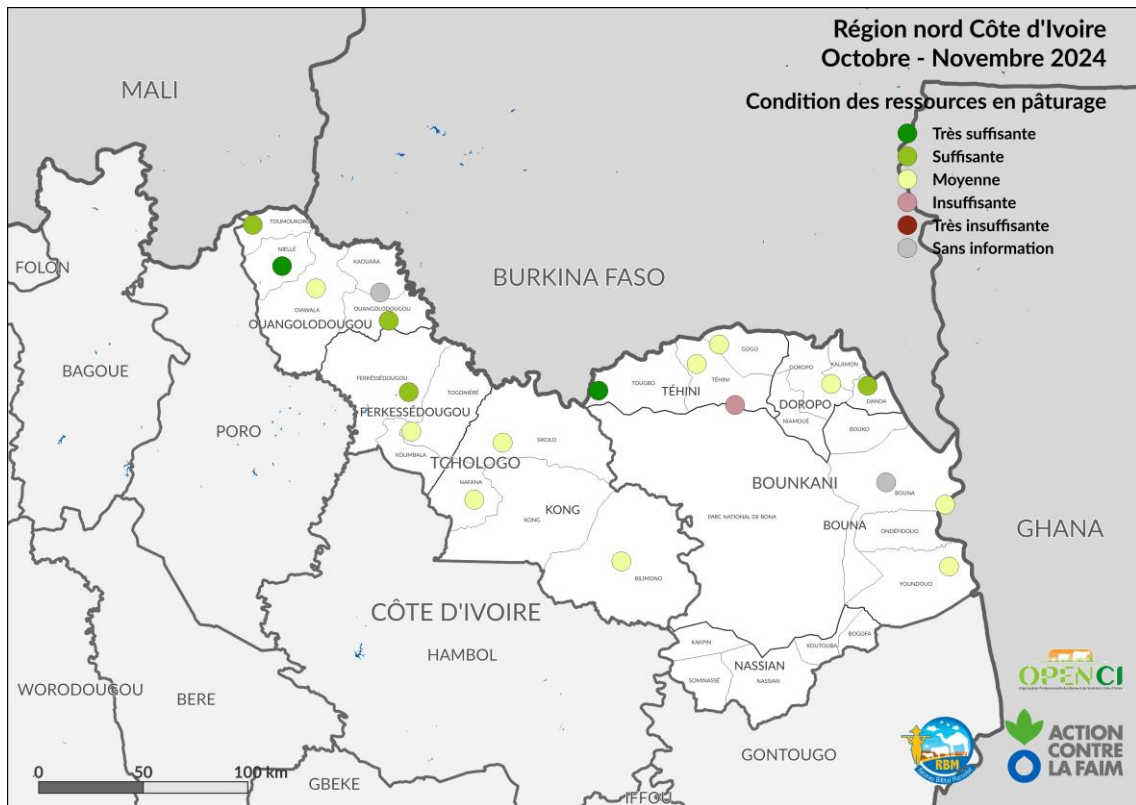 Région nord Côte d'Ivoire
Octobre - Novembre 2024
Condition des ressources en pâturage
Très suffisante
Suffisante
Moyenne
Insuffisante
Très insuffisante
Sans information
MALI
FOLON
BURKINA FASO
TOUMOUKORO
NIELLÉ
KAOUARA
DIAWALA
OUANGOLODOUGOU
OUANGOLODOUGOU
BAGOUE
PORO
FERKÉSSÉDOUGOU
TOGONIÉRÉ
FERKESSÉDOUGOU
KOUMBALA
TCHOLOGO
SIKOLO
NAFANA
KONG
KONG
BILIMONO
GOGO
TOUGBO
TÉHINI
TÉHINI
DOROPO
KALAMON
DOROPO
DANOA
NIAMOUÉ
BOUKO
BOUNKANI
BOUNA
PARC NATIONAL DE BONA
BOUNA
ONDÉFIDOUO
YOUNDOUO
GHANA
CÔTE D'IVOIRE
HAMBOL
KAKPIN
KOUTOUBA
BOGOFA
NASSIAN
SOMINASSÉ
NASSIAN
WORODOUGOU
BERE
GONTOUGO
GBEKE
IFFOU
0 50 100 km
OPENCI
RBM
ACTION
CONTRE
LA FAIM